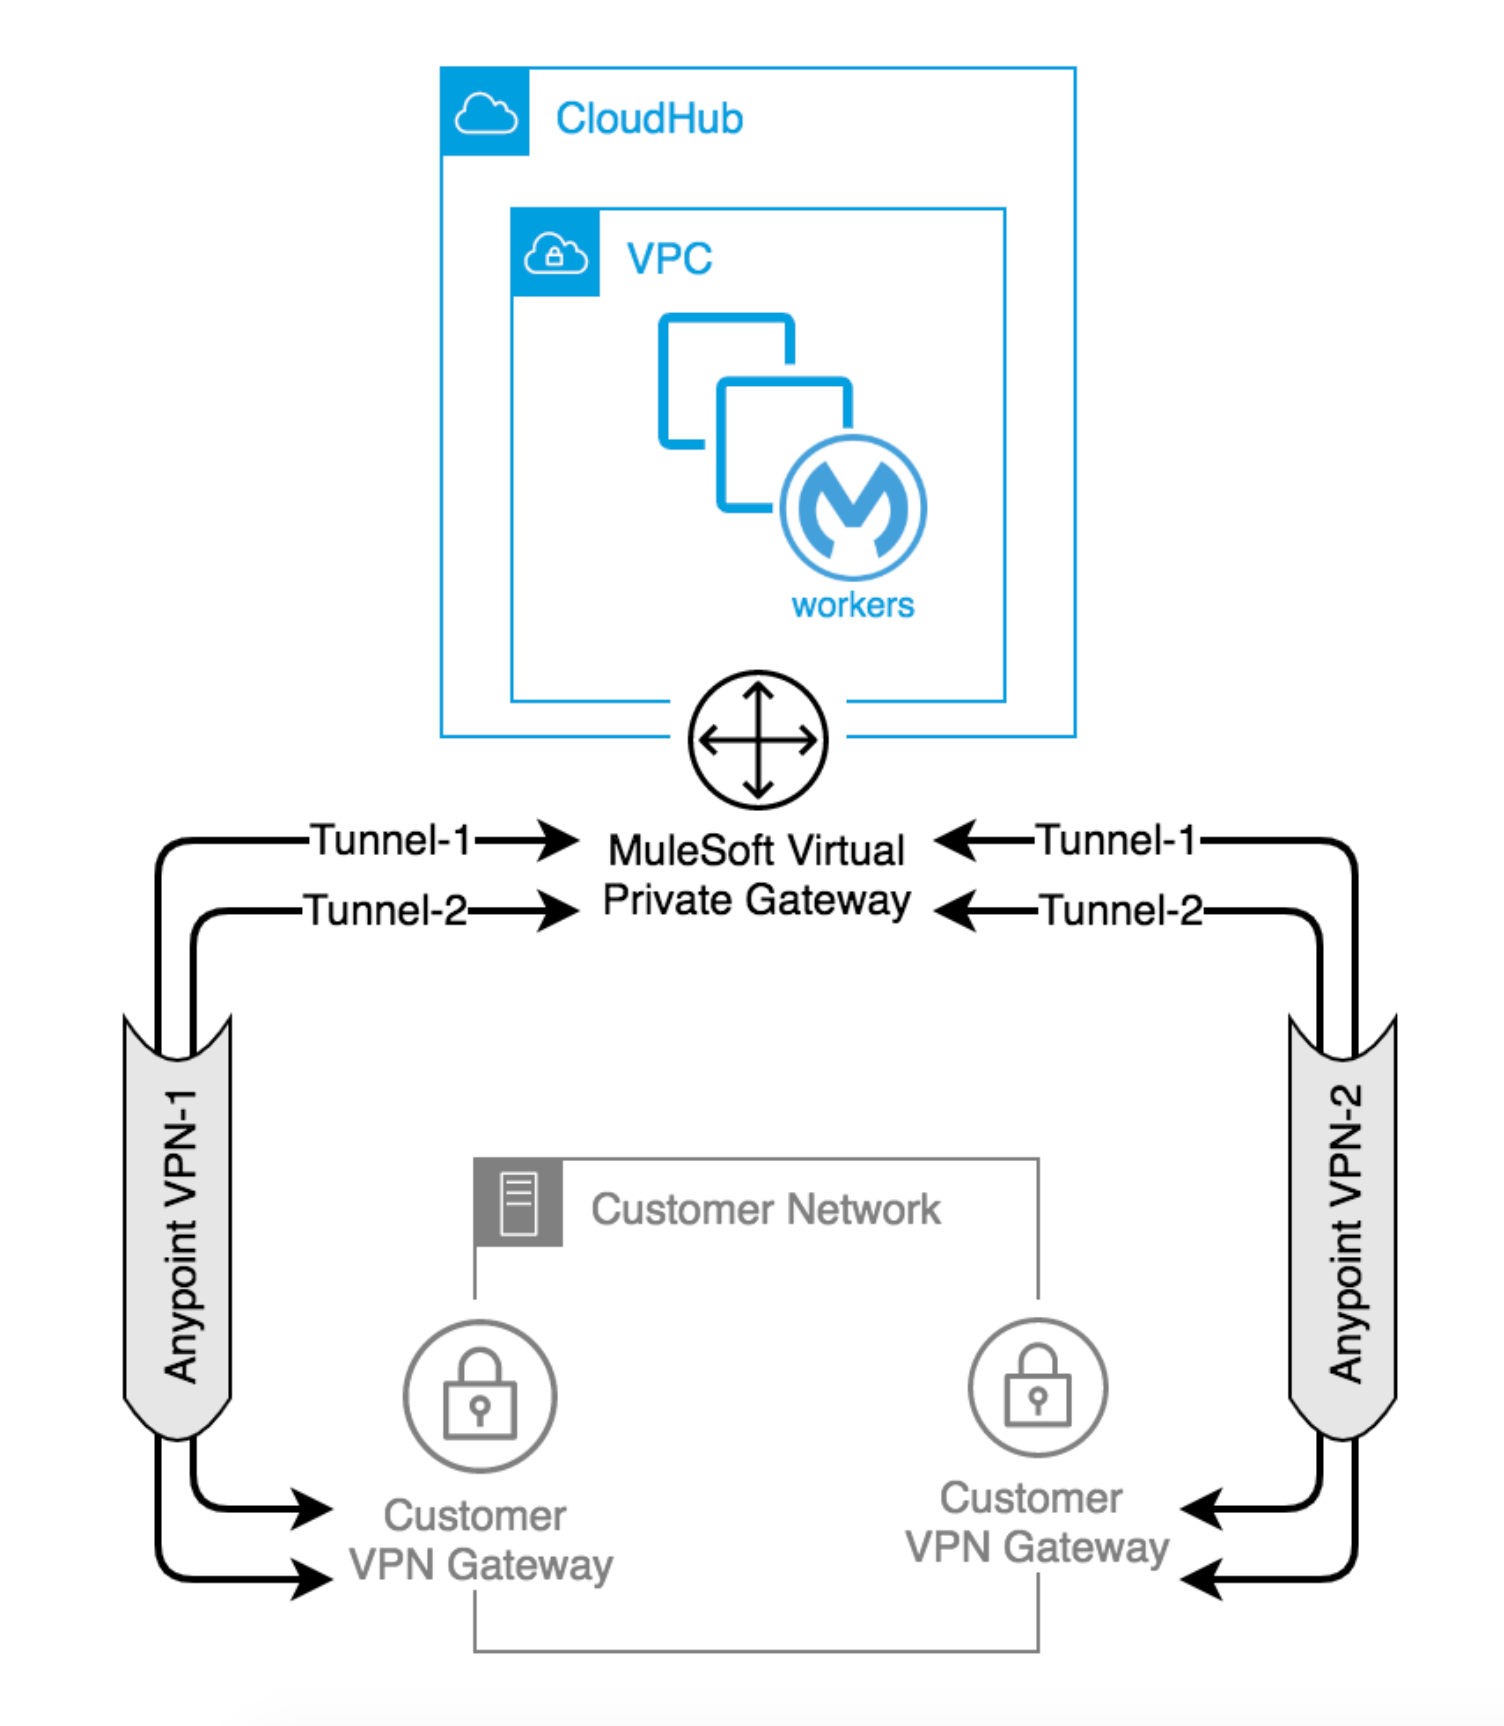 CloudHub
VPC
workers
Tunnel-1
MuleSoft Virtual
Private Gateway
Tunnel-1
Tunnel-2
Tunnel-2
Anypoint VPN-1
Anypoint VPN-2
Customer Network
Customer
VPN Gateway
Customer
VPN Gateway